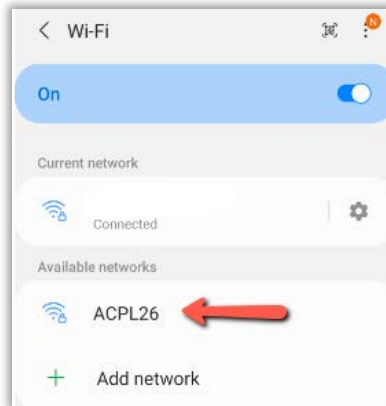 Wi-Fi
N
On
Current network
Connected
Available networks
ACPL26
Add network